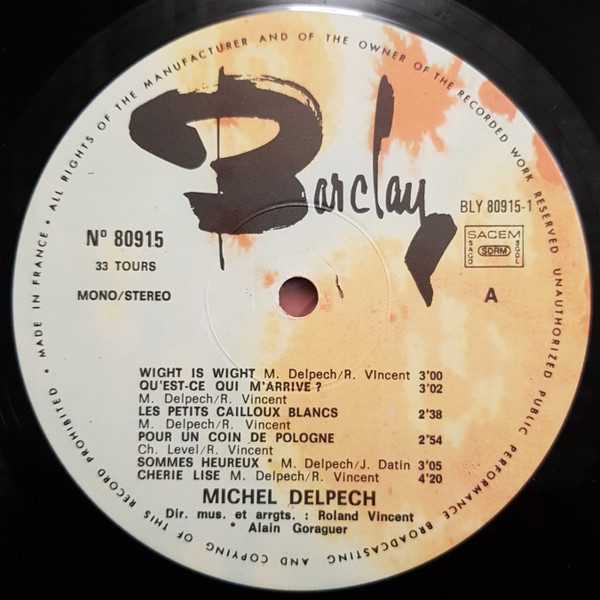 • MADE IN FRANCE • ALL RIGHTS OF THE MANUFACTURER AND OF THE OWNER OF THE RECORDED WORK RESERVED UNAUTHORIZED PUBLIC PERFORMANCE BROADCASTING AND COPYING OF THIS RECORD PROHIBITED
Barclay
BLY 80915-1
Nº 80915
SACEM
SACD SDRM SGDL
33 TOURS
MONO/STEREO
A
WIGHT IS WIGHT M. Delpech/R. Vincent 3'00
QU'EST-CE QUI M'ARRIVE ? 3'02
M. Delpech/R. Vincent
LES PETITS CAILLOUX BLANCS 2'38
M. Delpech/R. Vincent
POUR UN COIN DE POLOGNE 2'54
Ch. Level/R. Vincent
SOMMES HEUREUX * M. Delpech/J. Datin 3'05
CHERIE LISE M. Delpech/R. Vincent 4'20
MICHEL DELPECH
Dir. mus. et arrgts. : Roland Vincent
* Alain Goraguer